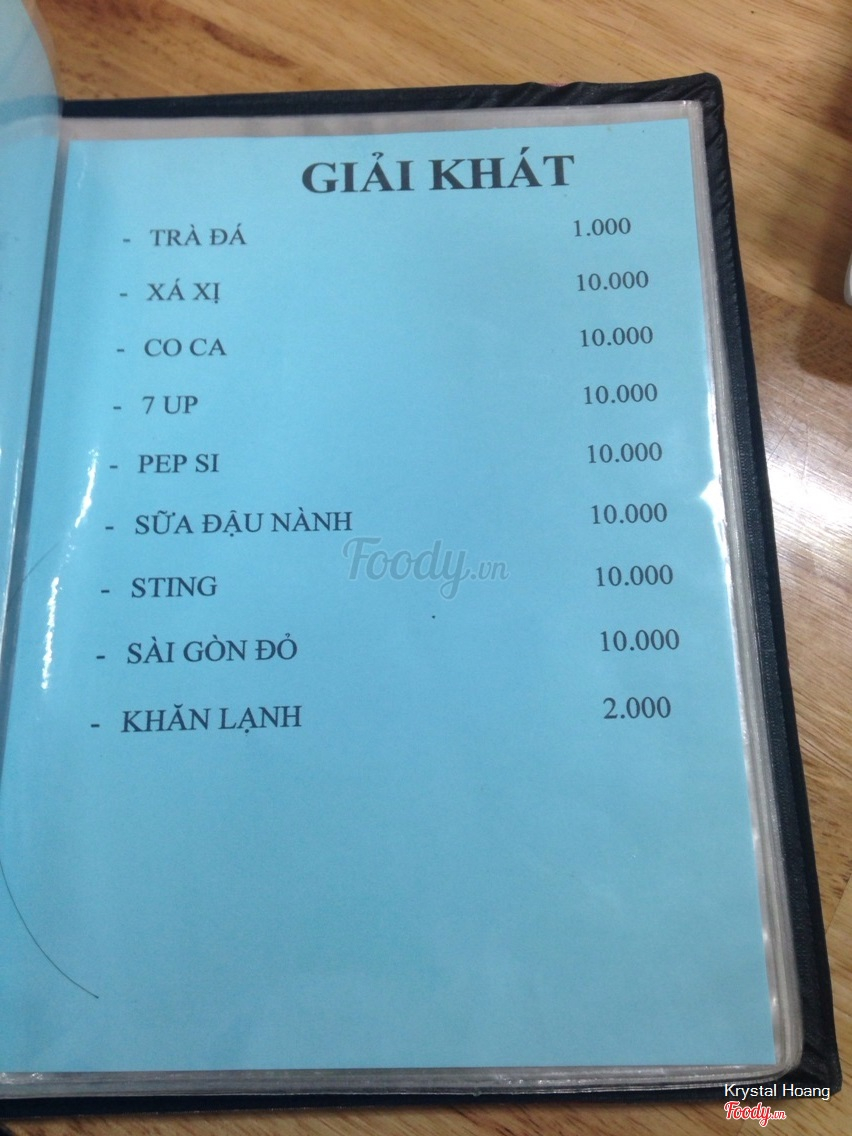 GIẢI KHÁT
- TRÀ ĐÁ 1.000
- XÁ XỊ 10.000
- CO CA 10.000
- 7 UP 10.000
- PEP SI 10.000
- SỮA ĐẬU NÀNH 10.000
Foody.vn
- STING 10.000
- SÀI GÒN ĐỎ 10.000
- KHĂN LẠNH 2.000
Krystal Hoang
Foody.vn